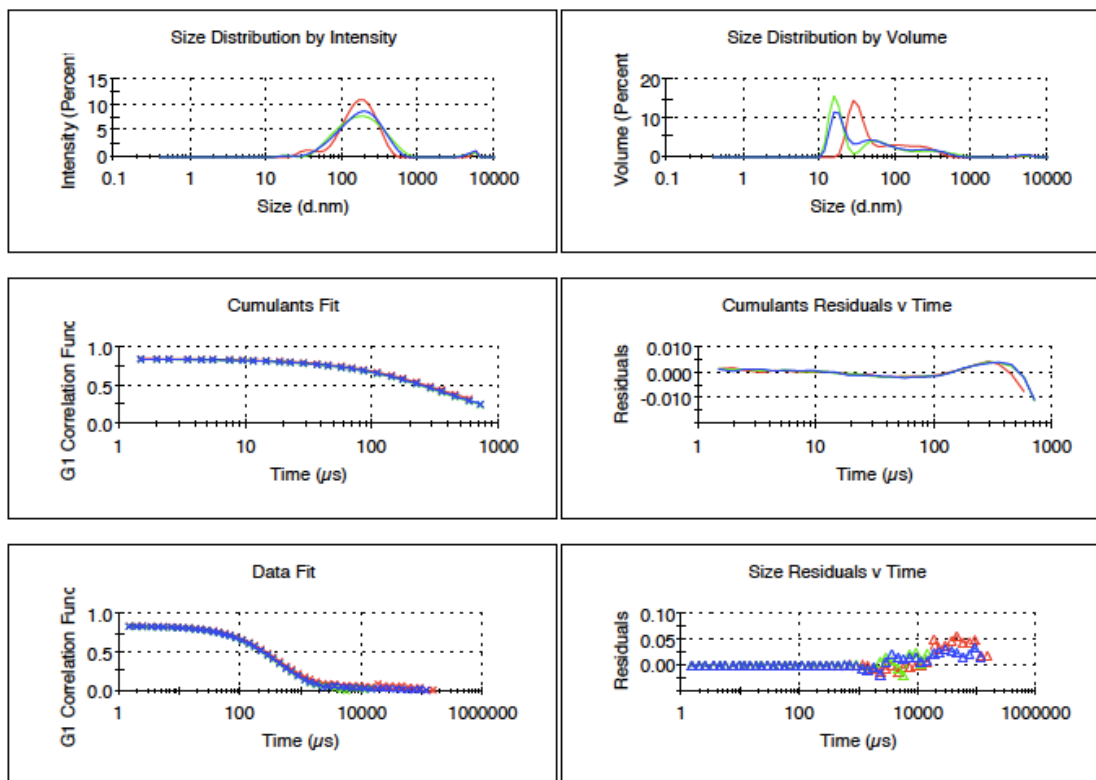 Size Distribution by Intensity
Intensity (Percent
15
10
5
0
0.1 1 10 100 1000 10000
Size (d.nm)
Size Distribution by Volume
Volume (Percent
20
10
0
0.1 1 10 100 1000 10000
Size (d.nm)
Cumulants Fit
G1 Correlation Func
1.0
0.5
0.0
1 10 100 1000
Time (µs)
Cumulants Residuals v Time
Residuals
0.010
0.000
-0.010
1 10 100 1000
Time (µs)
Data Fit
G1 Correlation Func
1.0
0.5
0.0
1 100 10000 1000000
Time (µs)
Size Residuals v Time
Residuals
0.10
0.05
0.00
1 100 10000 1000000
Time (µs)